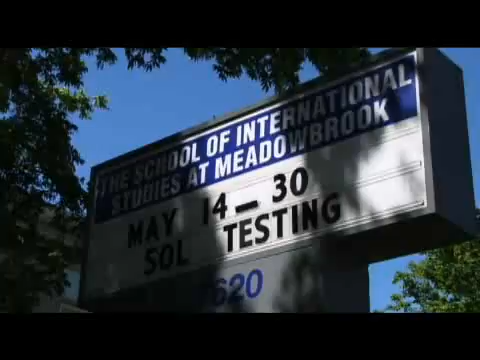 THE SCHOOL OF INTERNATIONAL
STUDIES AT MEADOWBROOK
MAY 14-30
SOL TESTING
620